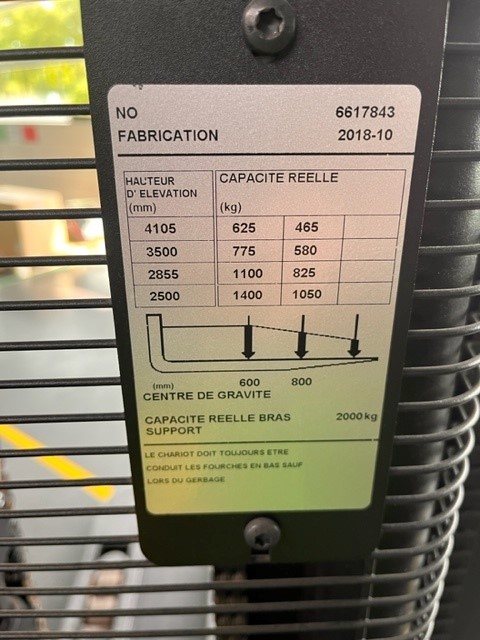 NO 6617843
FABRICATION 2018-10
HAUTEUR
D' ELEVATION
(mm)
CAPACITE REELLE
(kg)
4105 625 465
3500 775 580
2855 1100 825
2500 1400 1050
(mm) 600 800
CENTRE DE GRAVITE
CAPACITE REELLE BRAS
SUPPORT
2000 kg
LE CHARIOT DOIT TOUJOURS ETRE
CONDUIT LES FOURCHES EN BAS SAUF
LORS DU GERBAGE